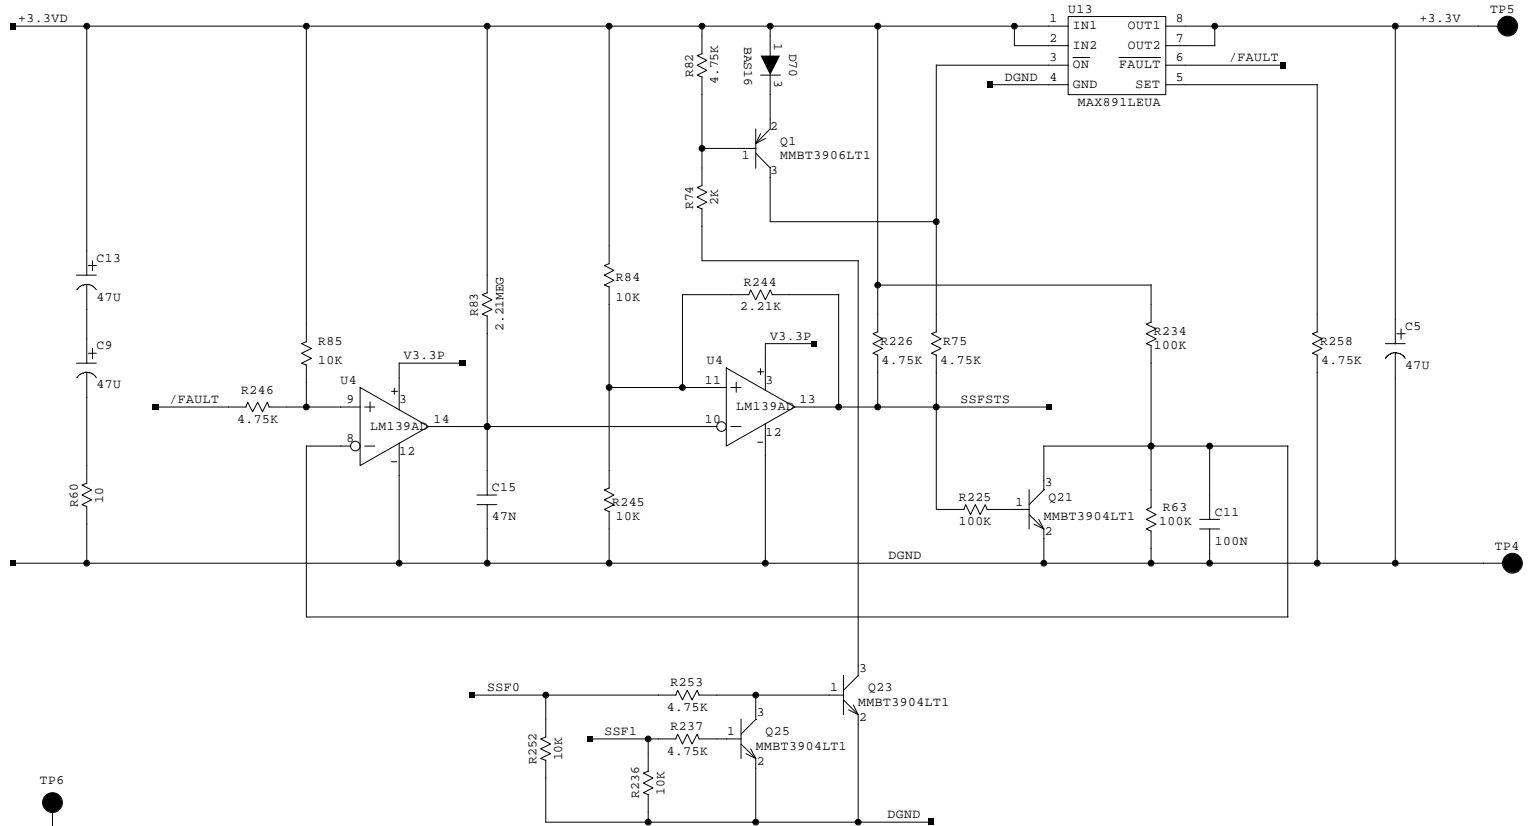 +3.3VD
U13
TP5
1 IN1 OUT1 8
+3.3V
2 IN2 OUT2 7
3 ON FAULT 6
/FAULT
DGND
4 GND SET 5
MAX891LEUA
R82
4.75K
1
D70
BAS16
3
2
Q1
1
MMBT3906LT1
3
R74
2K
C13
47U
C9
47U
R60
10
R83
2.21MEG
R84
10K
R244
2.21K
R85
10K
V3.3P
V3.3P
R226
4.75K
R75
4.75K
R234
100K
R258
4.75K
C5
47U
/FAULT
R246
4.75K
U4
9
+
3
LM139AD
14
8
12
U4
11
+
3
LM139AD
13
10
12
SSFSTS
C15
47N
R245
10K
R225
100K
3
Q21
1
MMBT3904LT1
2
R63
100K
C11
100N
DGND
TP4
SSF0
R253
4.75K
3
Q23
1
MMBT3904LT1
2
SSF1
R237
4.75K
3
Q25
1
MMBT3904LT1
2
R252
10K
R236
10K
DGND
TP6